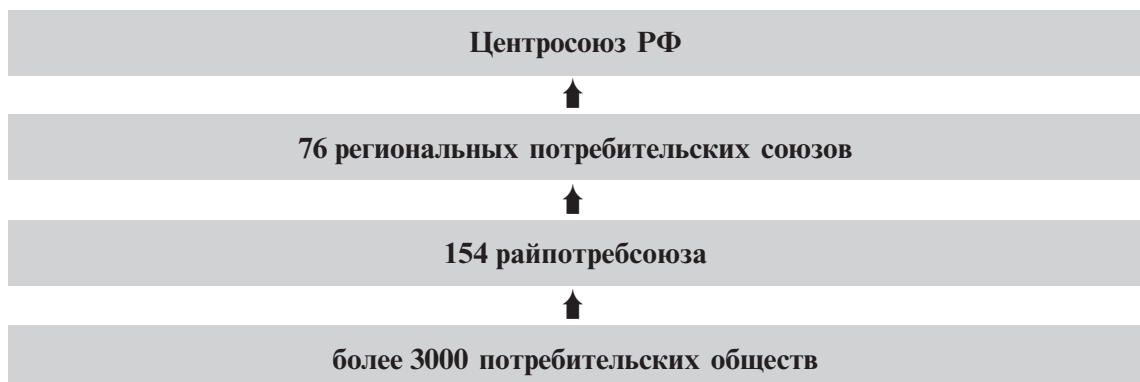 Центросоюз РФ
76 региональных потребительских союзов
154 райпотребсоюза
более 3000 потребительских обществ